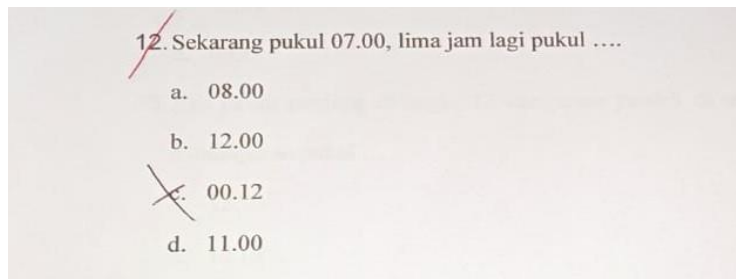 12. Sekarang pukul 07.00, lima jam lagi pukul ....
a. 08.00
b. 12.00
c. 00.12
d. 11.00